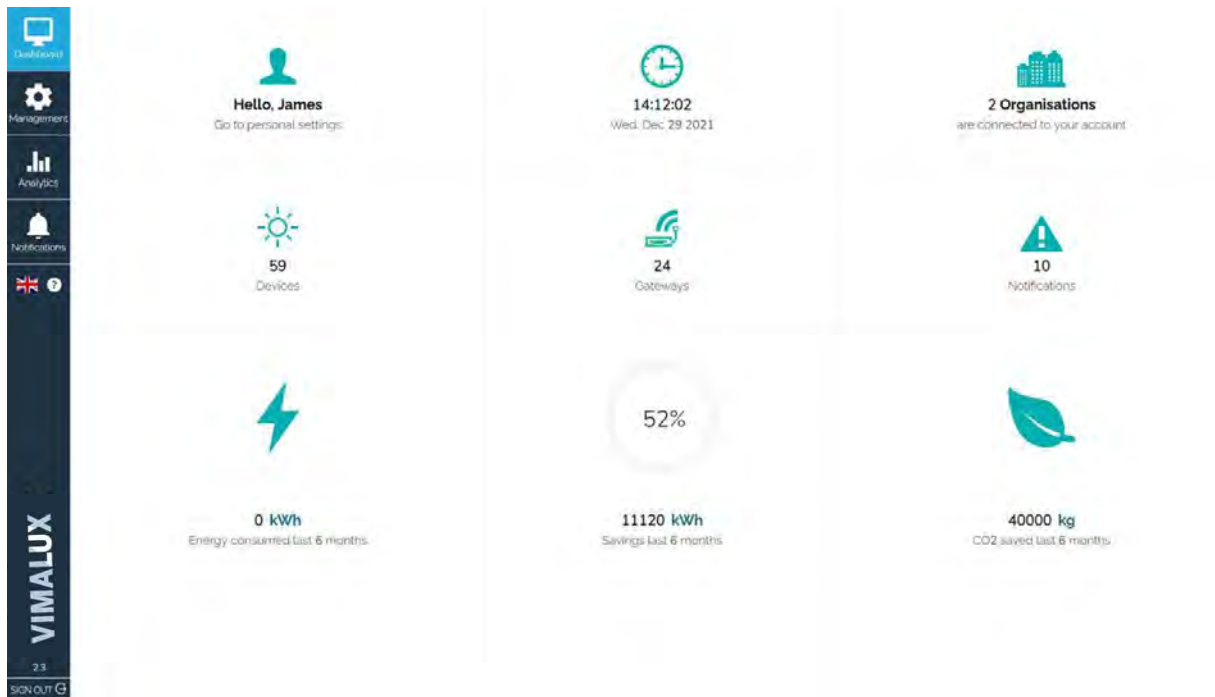 Dashboard
Management
Analytics
Notifications
?
VIMALUX
2.3
SIGN OUT
Hello, James
Go to personal settings
14:12:02
Wed. Dec 29 2021
2 Organisations
are connected to your account
59
Devices
24
Gateways
10
Notifications
0 kWh
Energy consumed last 6 months
52%
11120 kWh
Savings last 6 months
40000 kg
CO2 saved last 6 months